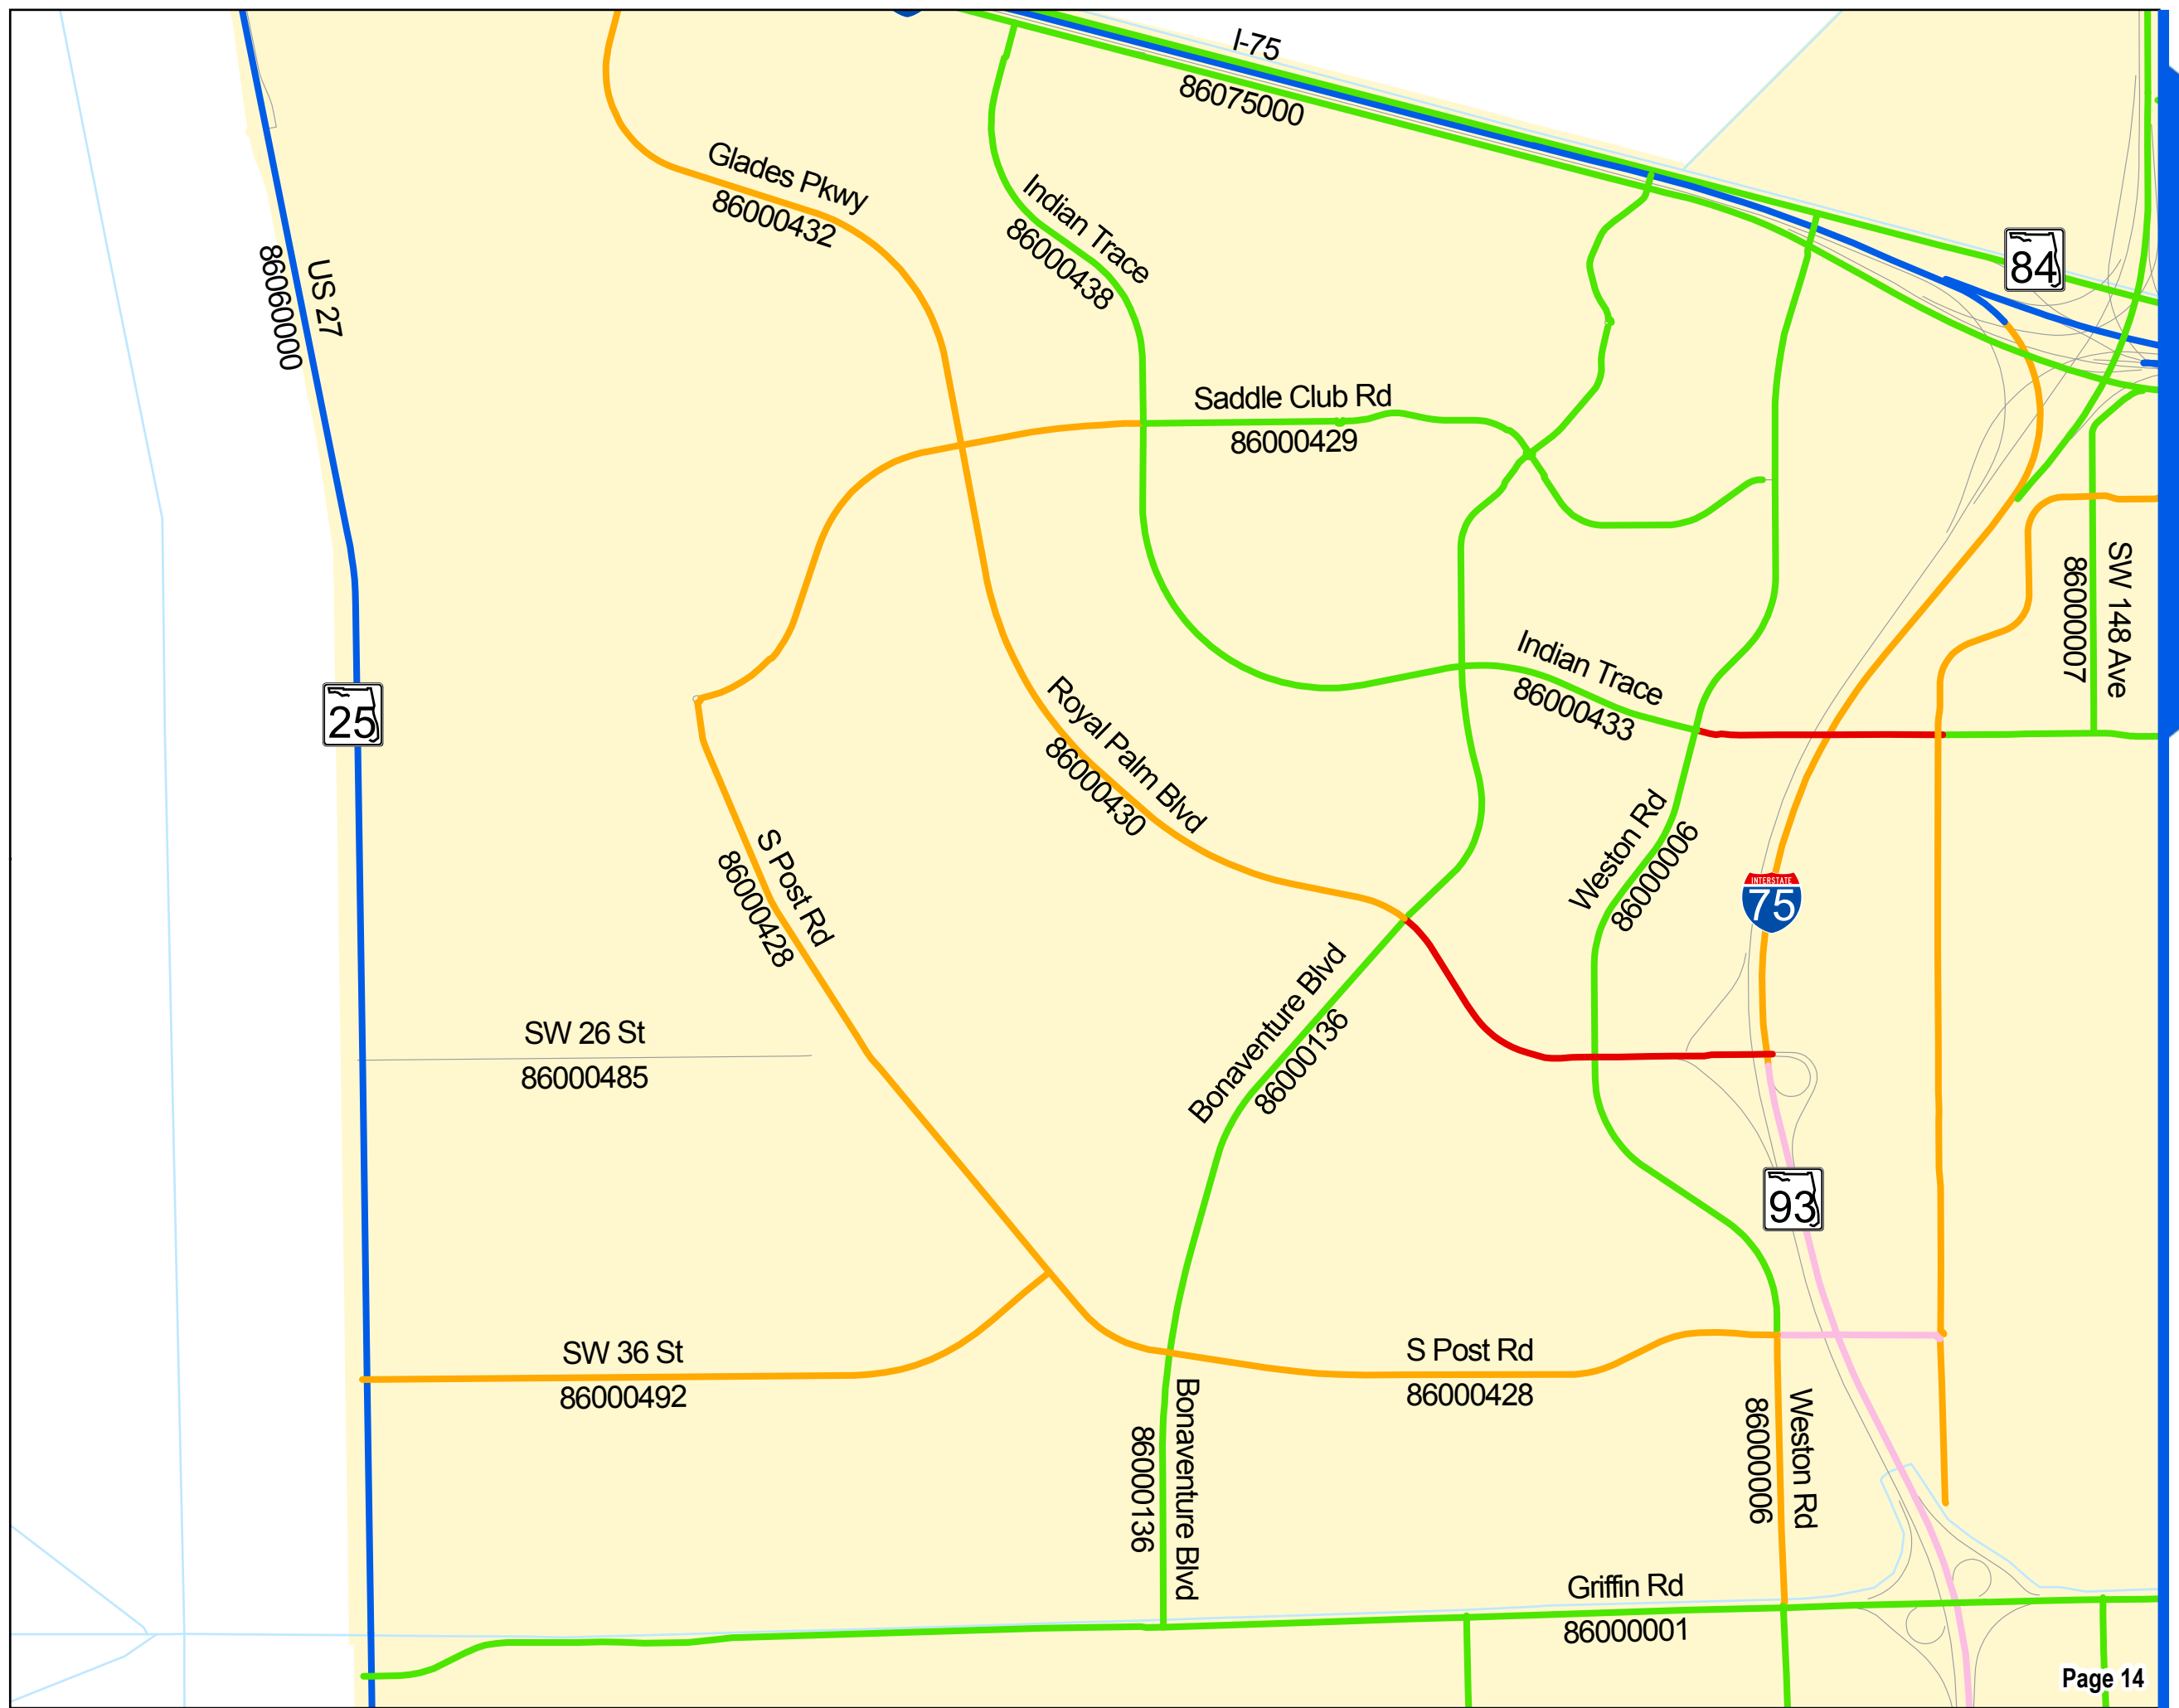 I-75
86075000
Glades Pkwy
86000432
Indian Trace
86000438
84
US 27
86060000
Saddle Club Rd
86000429
SW 148 Ave
86000007
Indian Trace
86000433
25
Royal Palm Blvd
86000430
Weston Rd
86000006
S Post Rd
86000428
INTERSTATE
75
Bonaventure Blvd
86000136
SW 26 St
86000485
93
SW 36 St
86000492
S Post Rd
86000428
Bonaventure Blvd
86000136
Weston Rd
86000006
Griffin Rd
86000001
Page 14